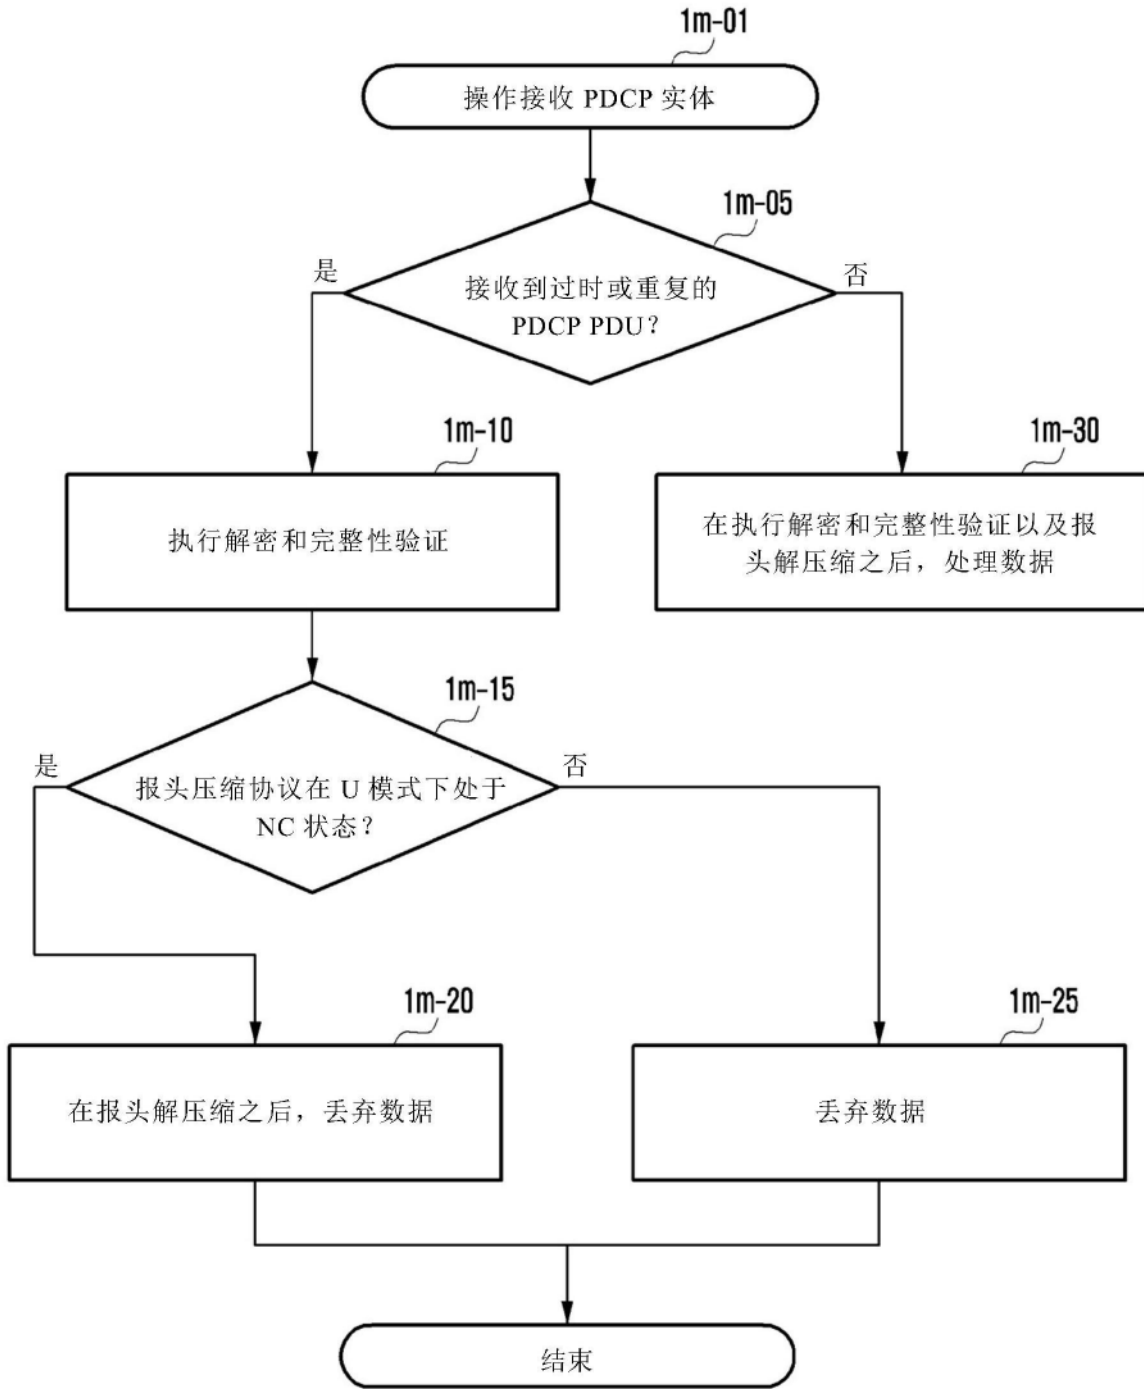 1m-01
操作接收 PDCP 实体
1m-05
是
否
接收到过时或重复的
PDCP PDU？
1m-10
1m-30
执行解密和完整性验证
在执行解密和完整性验证以及报
头解压缩之后，处理数据
1m-15
是
否
报头压缩协议在 U 模式下处于
NC 状态？
1m-20
1m-25
在报头解压缩之后，丢弃数据
丢弃数据
结束